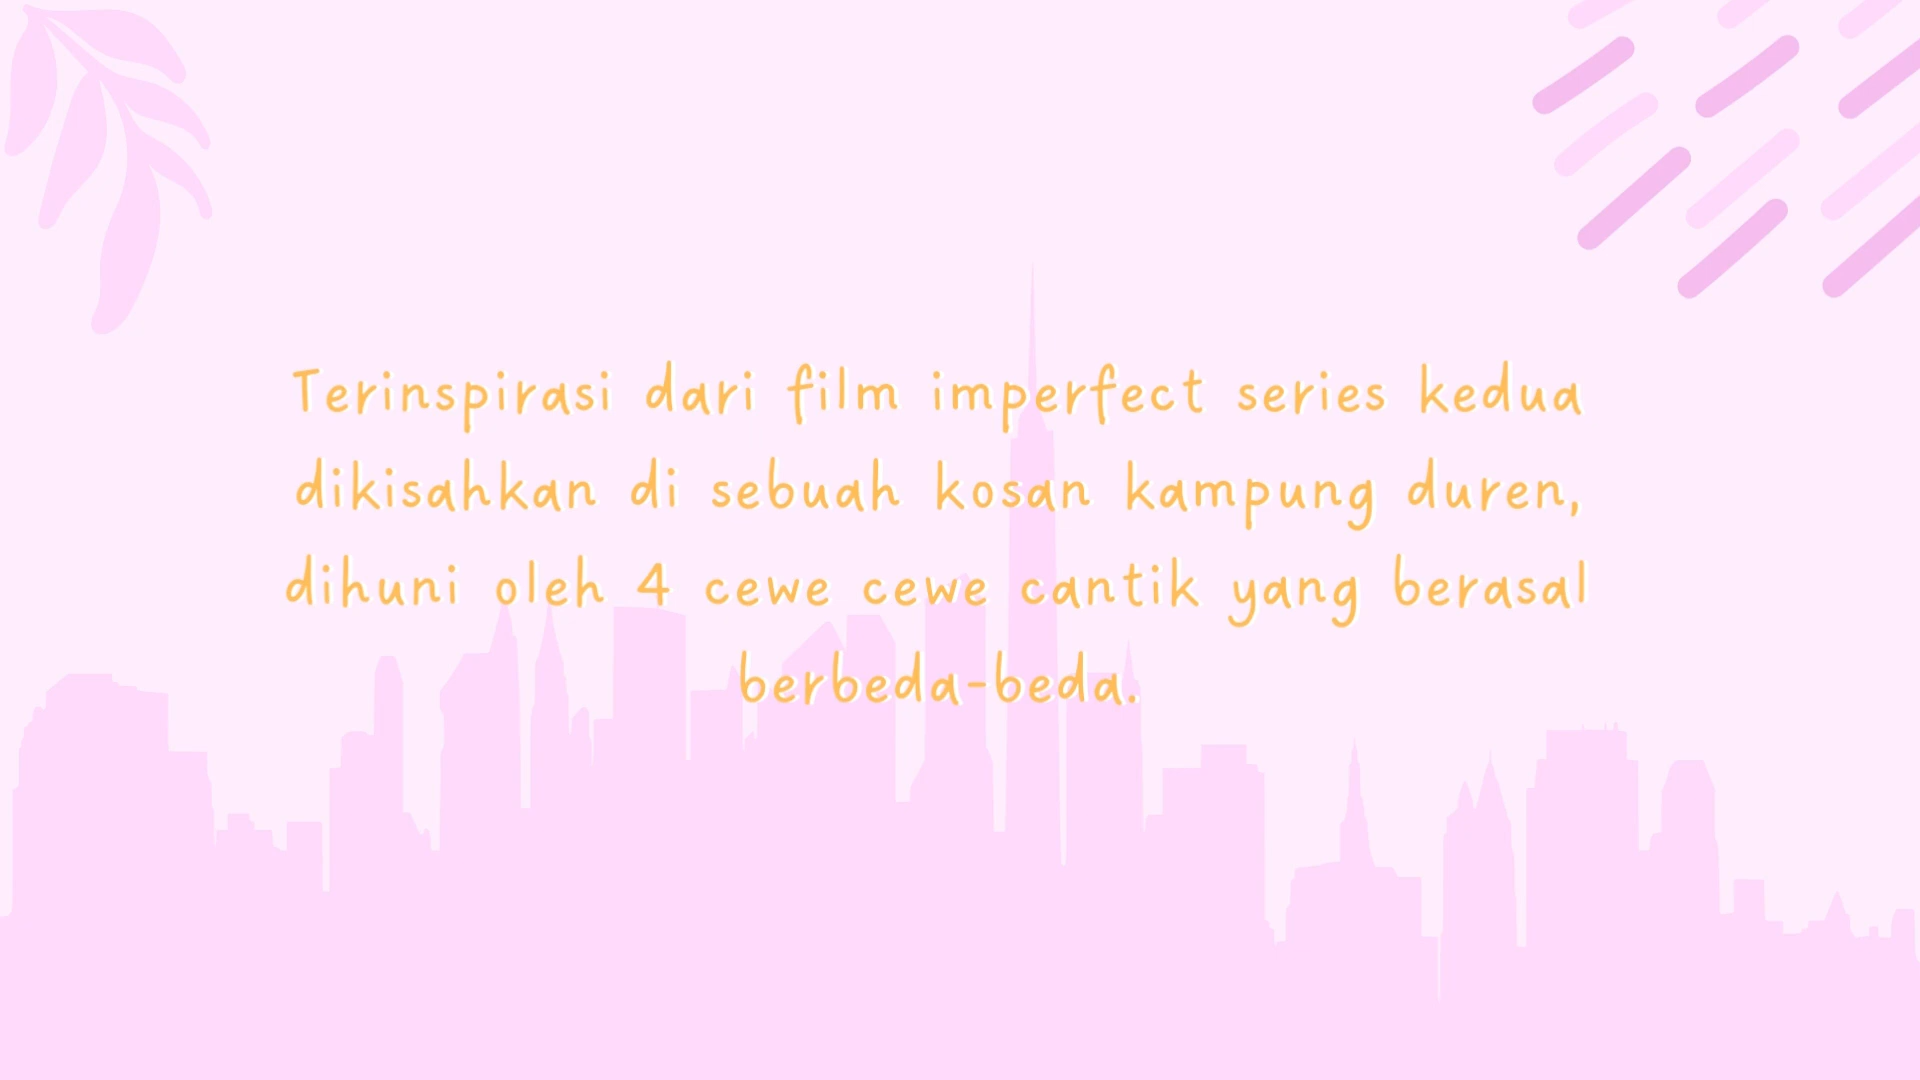 Terinspirasi dari film imperfect series kedua
dikisahkan di sebuah kosan kampung duren,
dihuni oleh 4 cewe cewe cantik yang berasal
berbeda-beda.